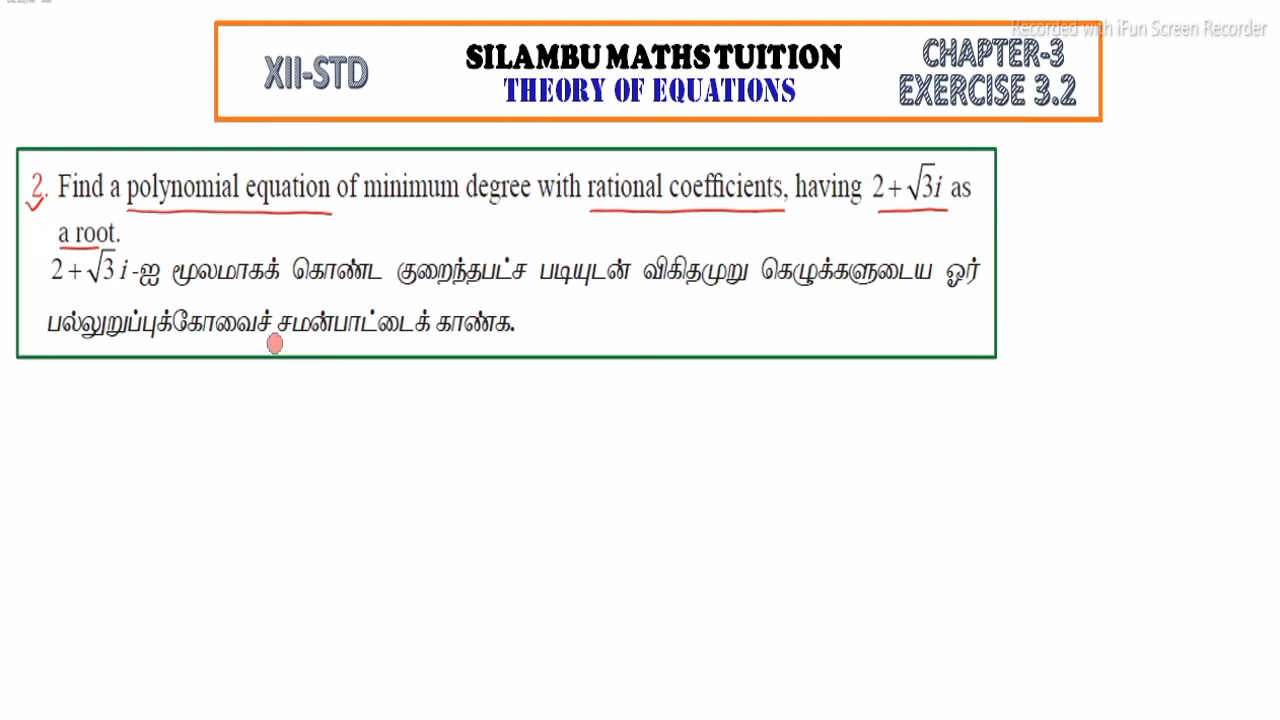 Recorded with iFun Screen Recorder
XII-STD
SILAMBU MATHS TUITION
THEORY OF EQUATIONS
CHAPTER-3
EXERCISE 3.2
2. Find a polynomial equation of minimum degree with rational coefficients, having 2 + √3i as
a root.
2 + √3 i -ஐ மூலமாகக் கொண்ட குறைந்தபட்ச படியுடன் விகிதமுறு கெழுக்களுடைய ஓர்
பல்லுறுப்புக்கோவைச் சமன்பாட்டைக் காண்க.